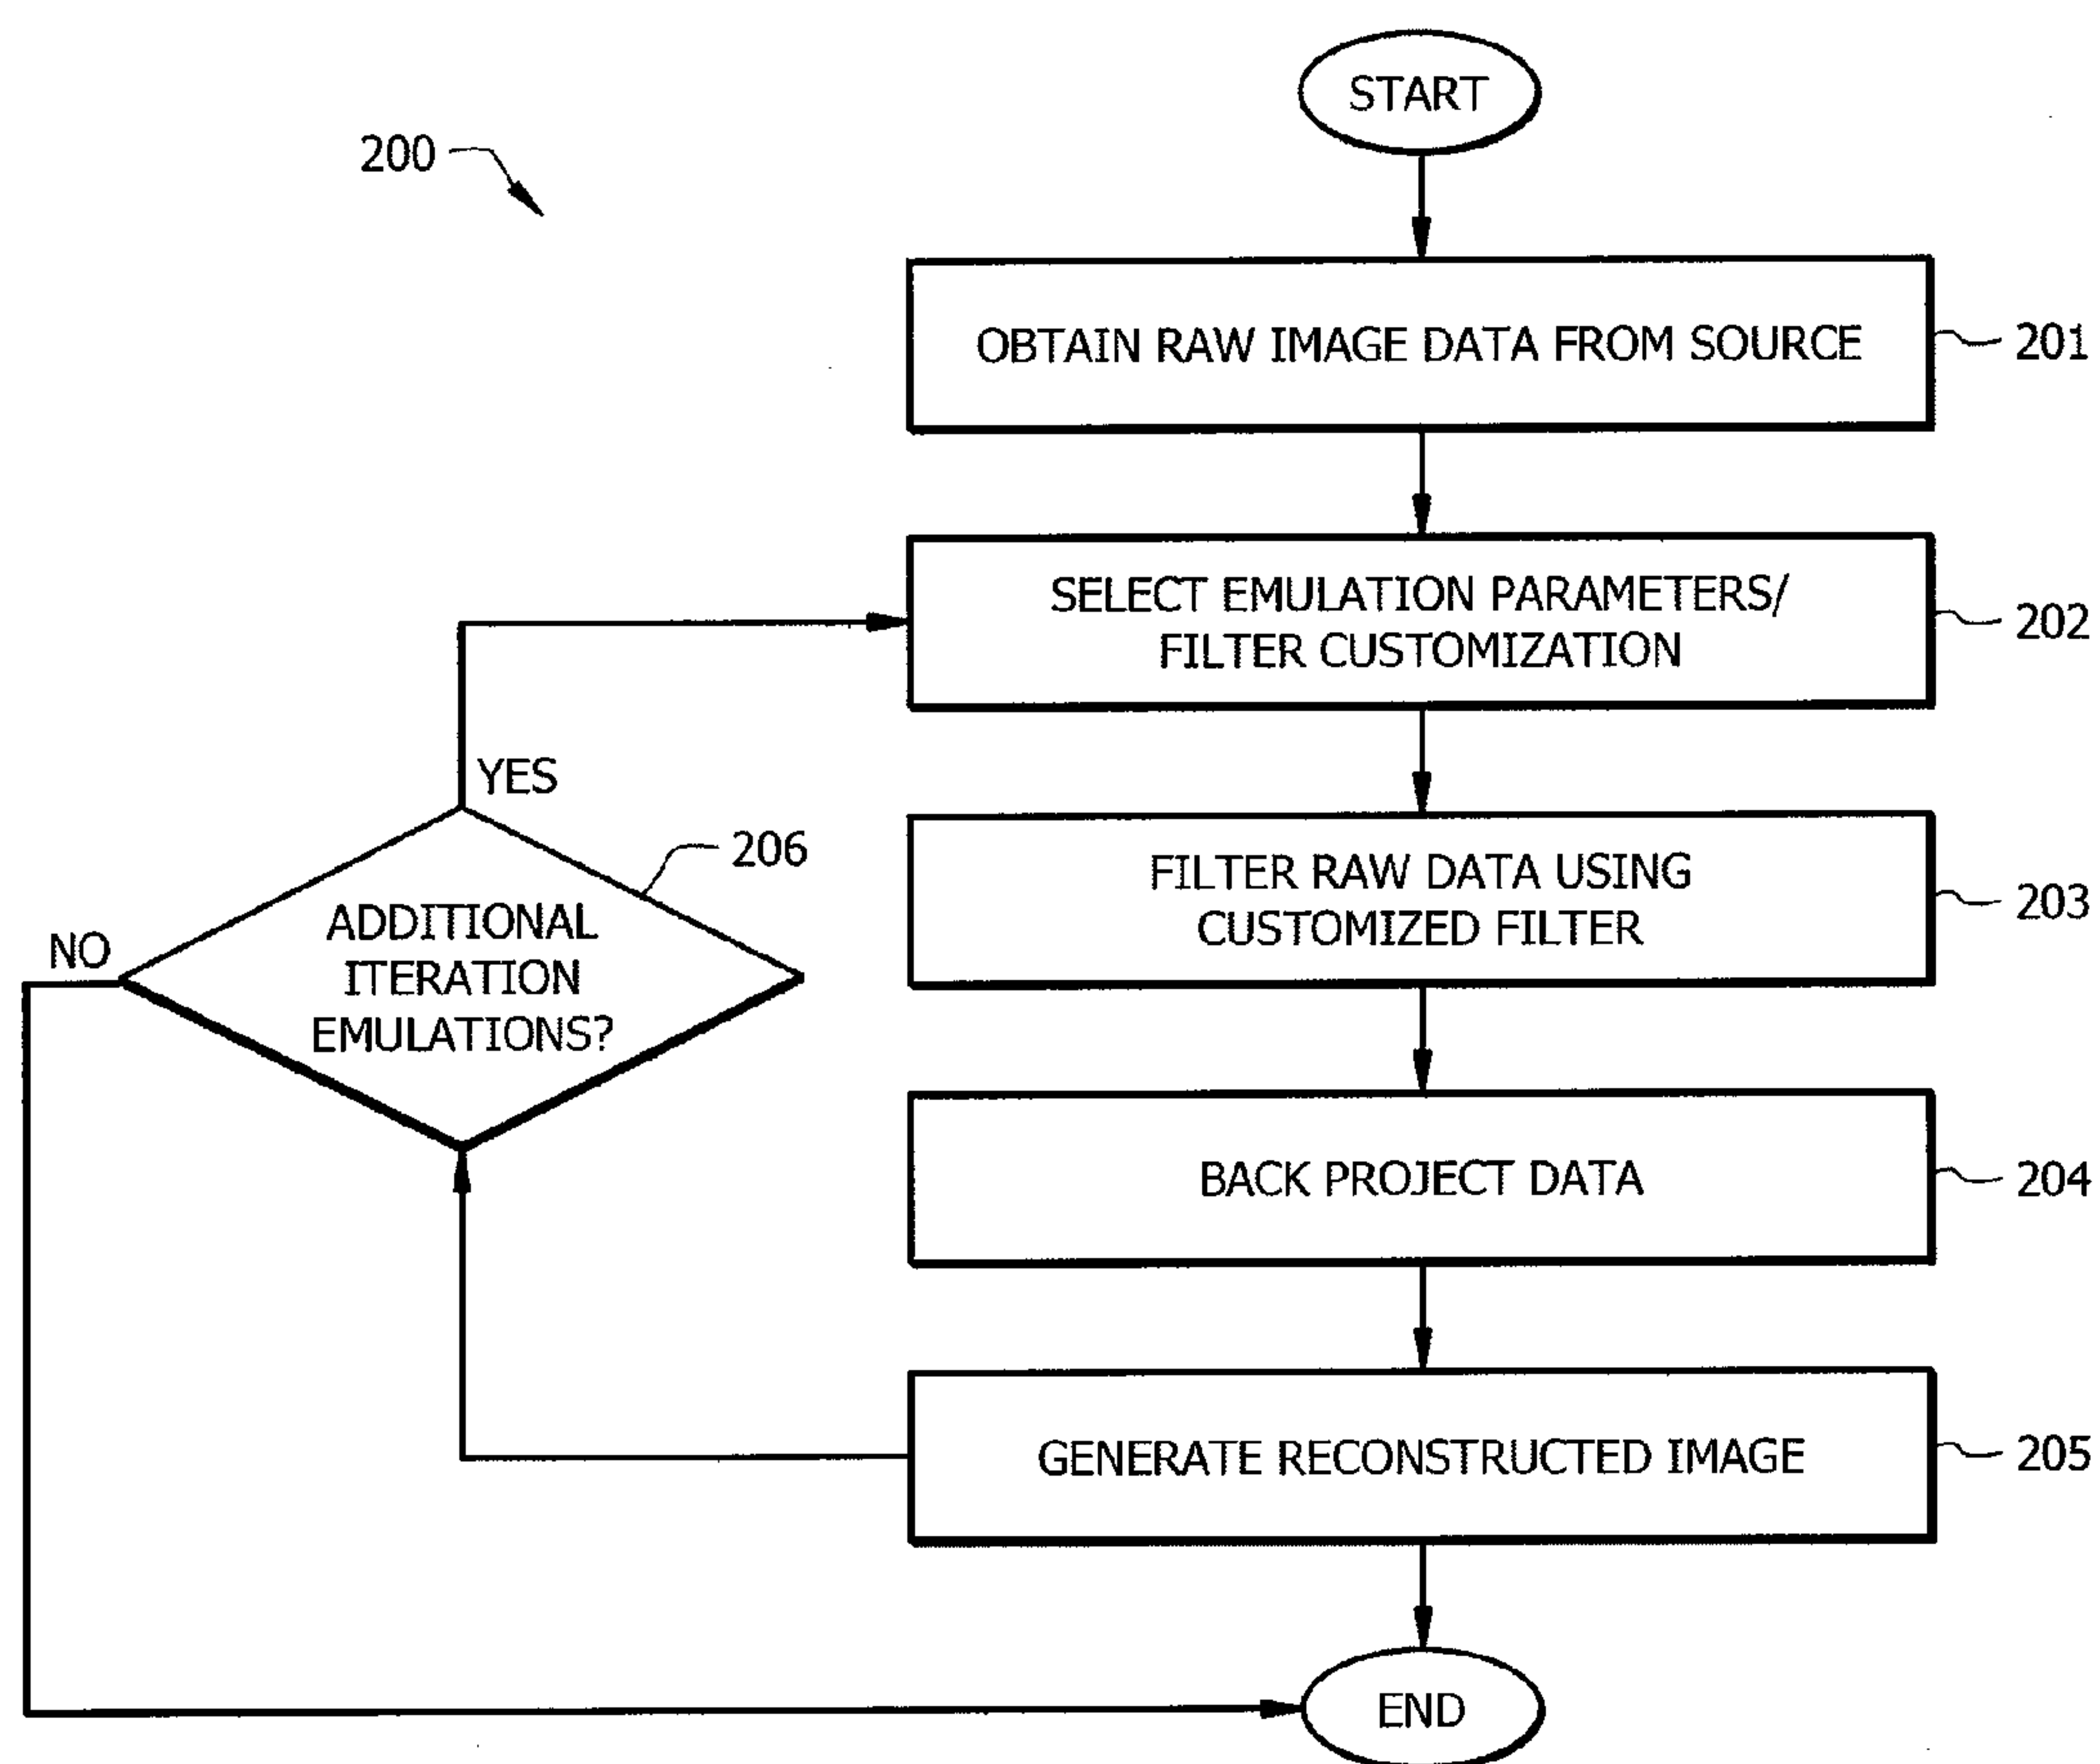 START
200
OBTAIN RAW IMAGE DATA FROM SOURCE
201
SELECT EMULATION PARAMETERS/
FILTER CUSTOMIZATION
202
YES
FILTER RAW DATA USING
CUSTOMIZED FILTER
203
206
ADDITIONAL
ITERATION
EMULATIONS?
NO
BACK PROJECT DATA
204
GENERATE RECONSTRUCTED IMAGE
205
END